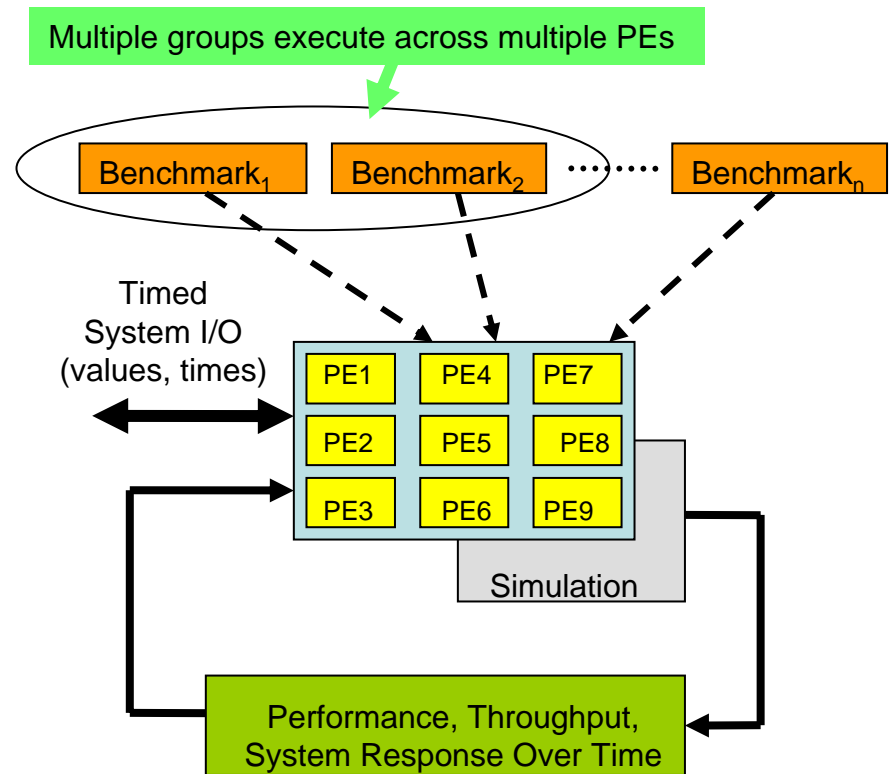 Multiple groups execute across multiple PEs
Benchmark1 Benchmark2 ....... Benchmarkn
Timed
System I/O
(values, times)
PE1 PE4 PE7
PE2 PE5 PE8
PE3 PE6 PE9
Simulation
Performance, Throughput,
System Response Over Time